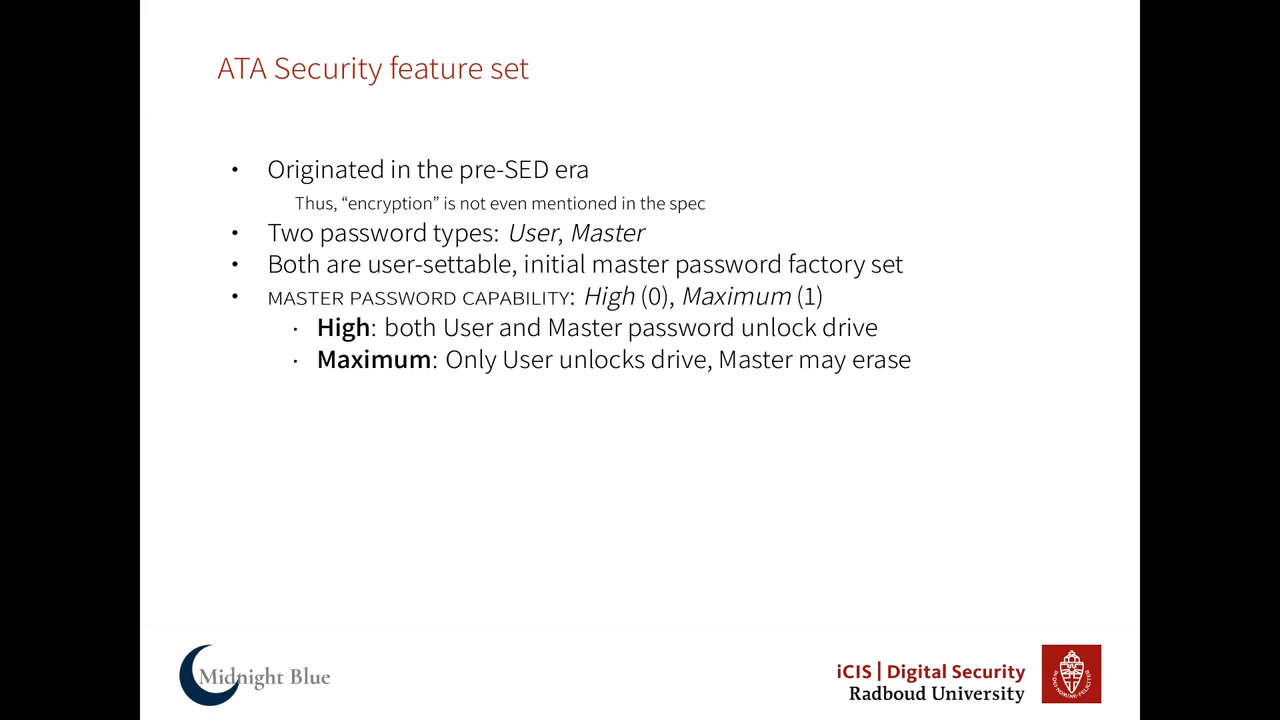 ATA Security feature set
• Originated in the pre-SED era
Thus, “encryption” is not even mentioned in the spec
• Two password types: User, Master
• Both are user-settable, initial master password factory set
• MASTER PASSWORD CAPABILITY: High (0), Maximum (1)
· High: both User and Master password unlock drive
· Maximum: Only User unlocks drive, Master may erase
Midnight Blue
iCIS | Digital Security
Radboud University